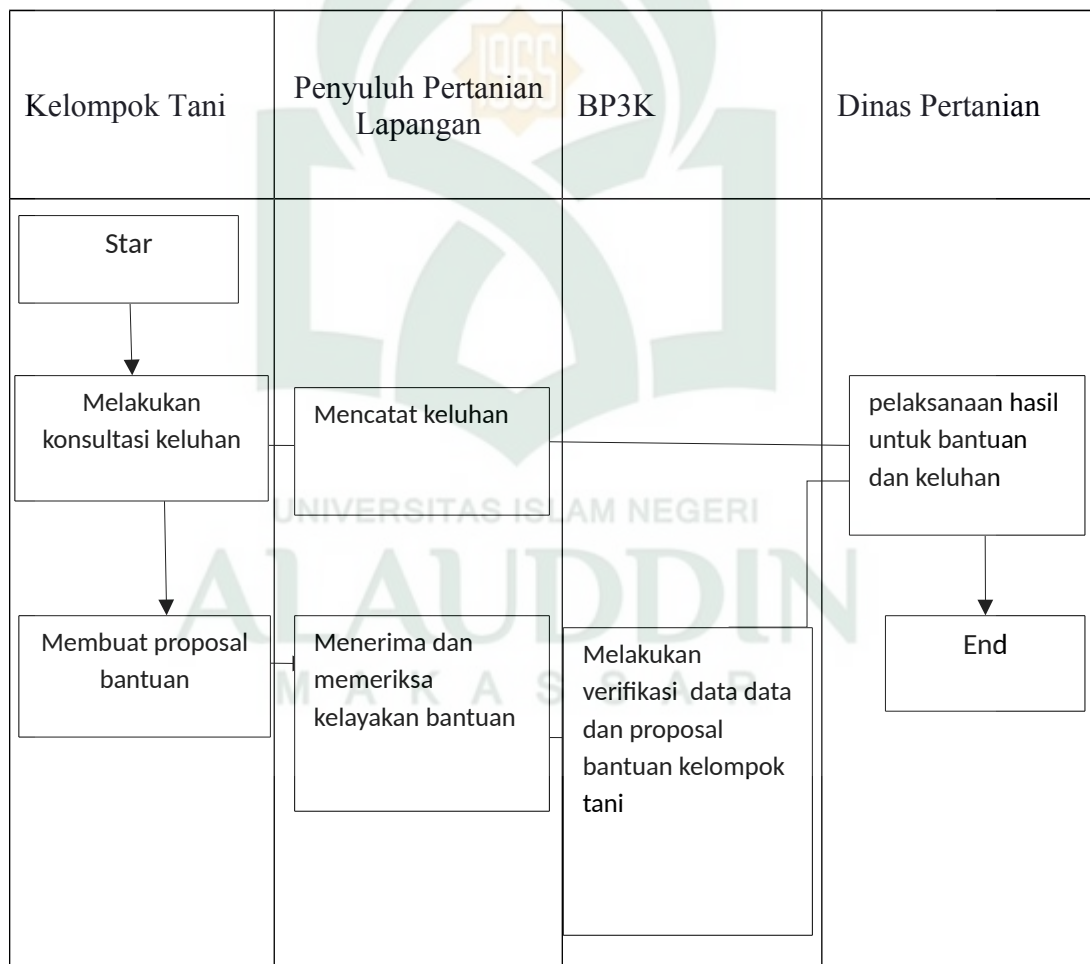 Kelompok Tani
Penyuluh Pertanian
Lapangan
BP3K
Dinas Pertanian
1965
Star
Melakukan
konsultasi keluhan
Mencatat keluhan
pelaksanaan hasil
untuk bantuan
dan keluhan
UNIVERSITAS ISLAM NEGERI
ALAUDDIN
MAKASSAR
Membuat proposal
bantuan
Menerima dan
memeriksa
kelayakan bantuan
Melakukan
verifikasi data data
dan proposal
bantuan kelompok
tani
End